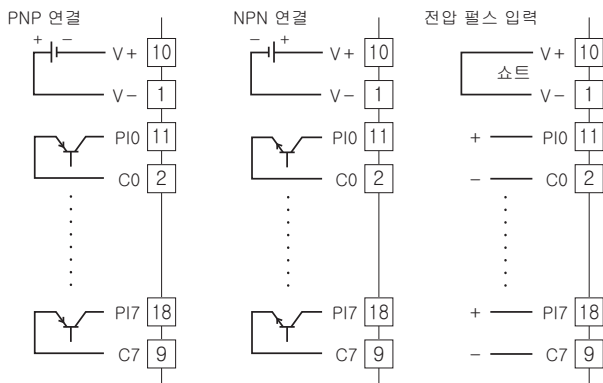 PNP 연결
+ −
V+ 10
V− 1
PI0 11
C0 2
PI7 18
C7 9
NPN 연결
− +
V+ 10
V− 1
PI0 11
C0 2
PI7 18
C7 9
전압 펄스 입력
V+ 10
쇼트
V− 1
+ PI0 11
− C0 2
+ PI7 18
− C7 9